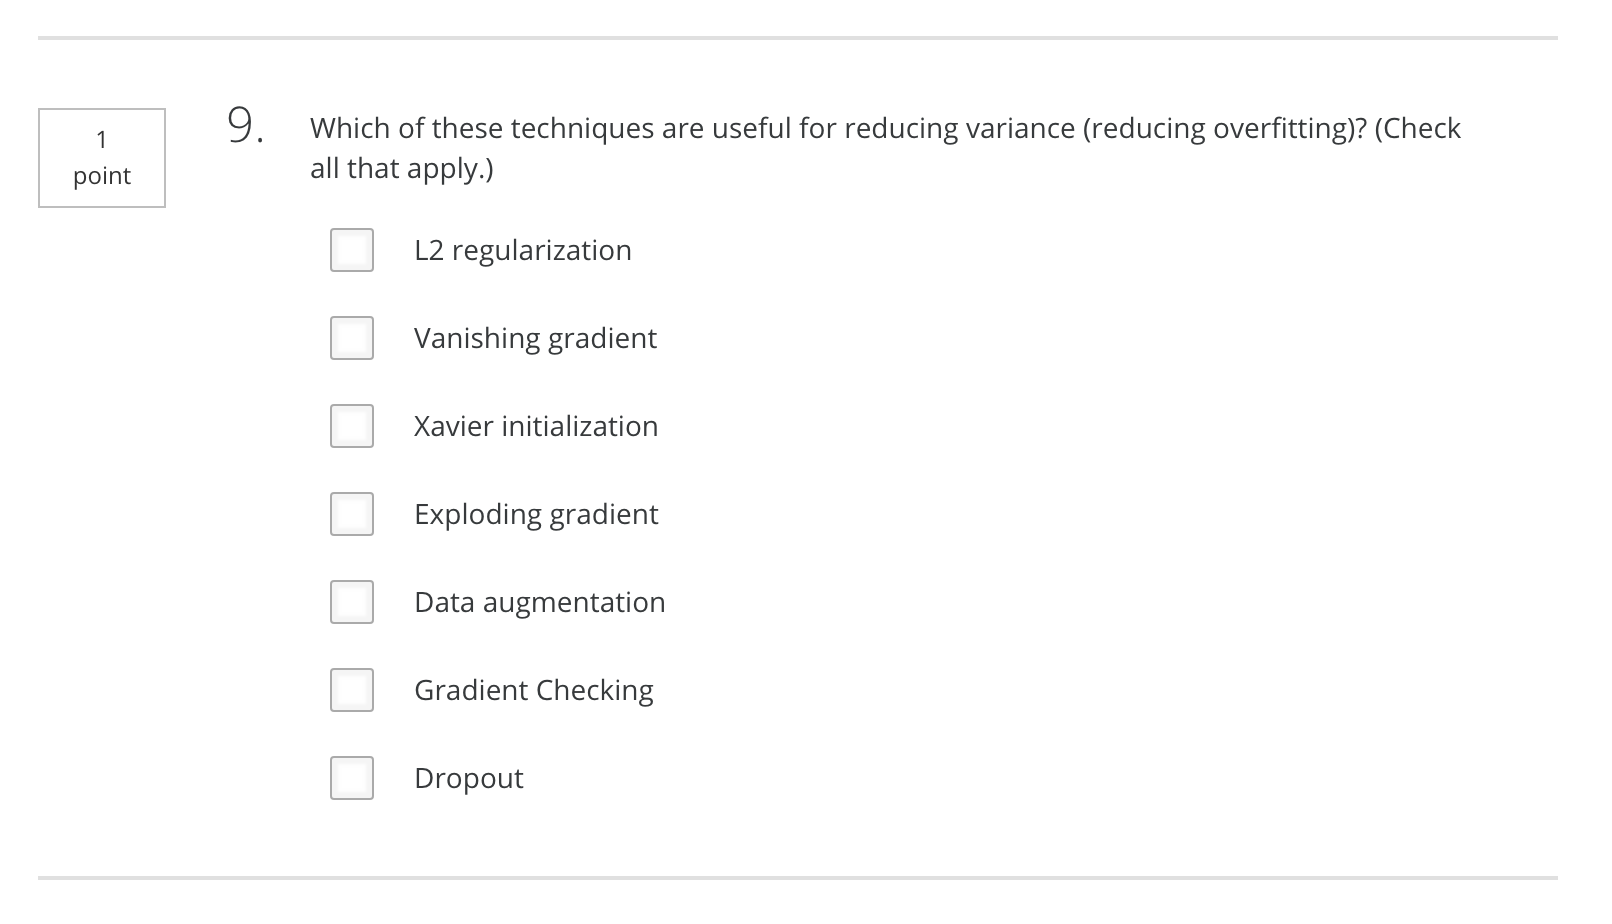 1
point
9.
Which of these techniques are useful for reducing variance (reducing overfitting)? (Check
all that apply.)
L2 regularization
Vanishing gradient
Xavier initialization
Exploding gradient
Data augmentation
Gradient Checking
Dropout